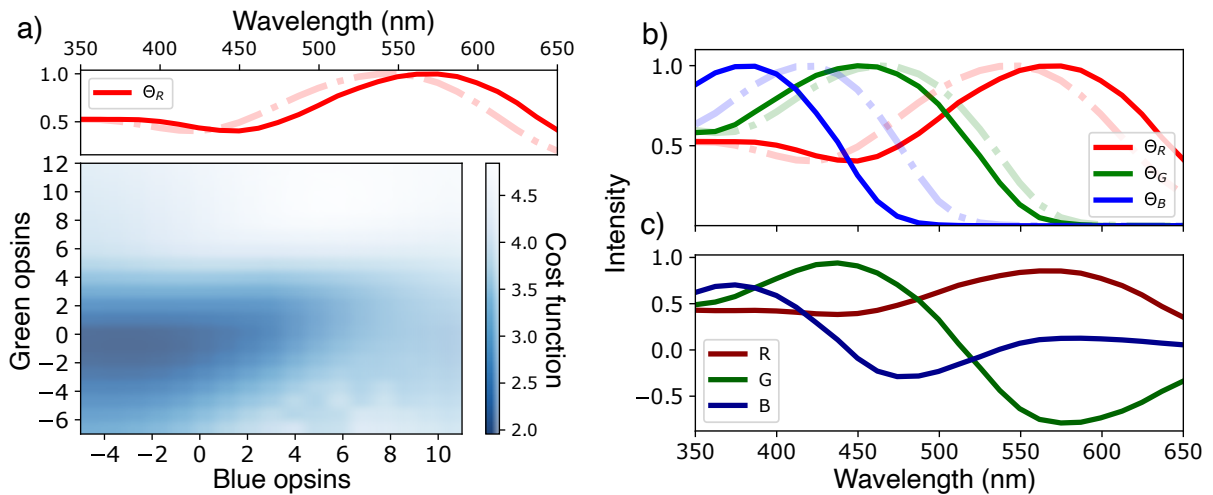 a)
Wavelength (nm)
350 400 450 500 550 600 650
1.0
0.5
Θ_R
12
10
8
6
4
2
0
−2
−4
−6
Green opsins
−4 −2 0 2 4 6 8 10
Blue opsins
4.5
4.0
3.5
3.0
2.5
2.0
Cost function
b)
1.0
0.5
Θ_R
Θ_G
Θ_B
Intensity
c)
1.0
0.5
0.0
−0.5
R
G
B
350 400 450 500 550 600 650
Wavelength (nm)